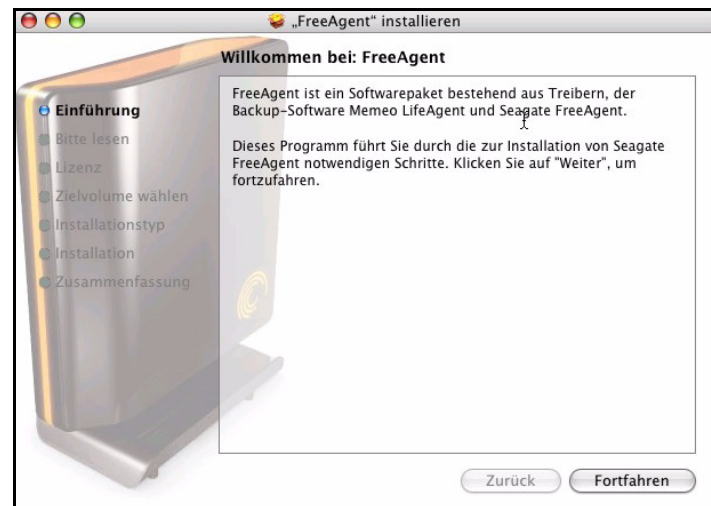 „FreeAgent“ installieren
Willkommen bei: FreeAgent
Einführung
Bitte lesen
Lizenz
Zielvolume wählen
Installationstyp
Installation
Zusammenfassung
FreeAgent ist ein Softwarepaket bestehend aus Treibern, der
Backup-Software Memeo LifeAgent und Seagate FreeAgent.
Dieses Programm führt Sie durch die zur Installation von Seagate
FreeAgent notwendigen Schritte. Klicken Sie auf "Weiter", um
fortzufahren.
Zurück
Fortfahren